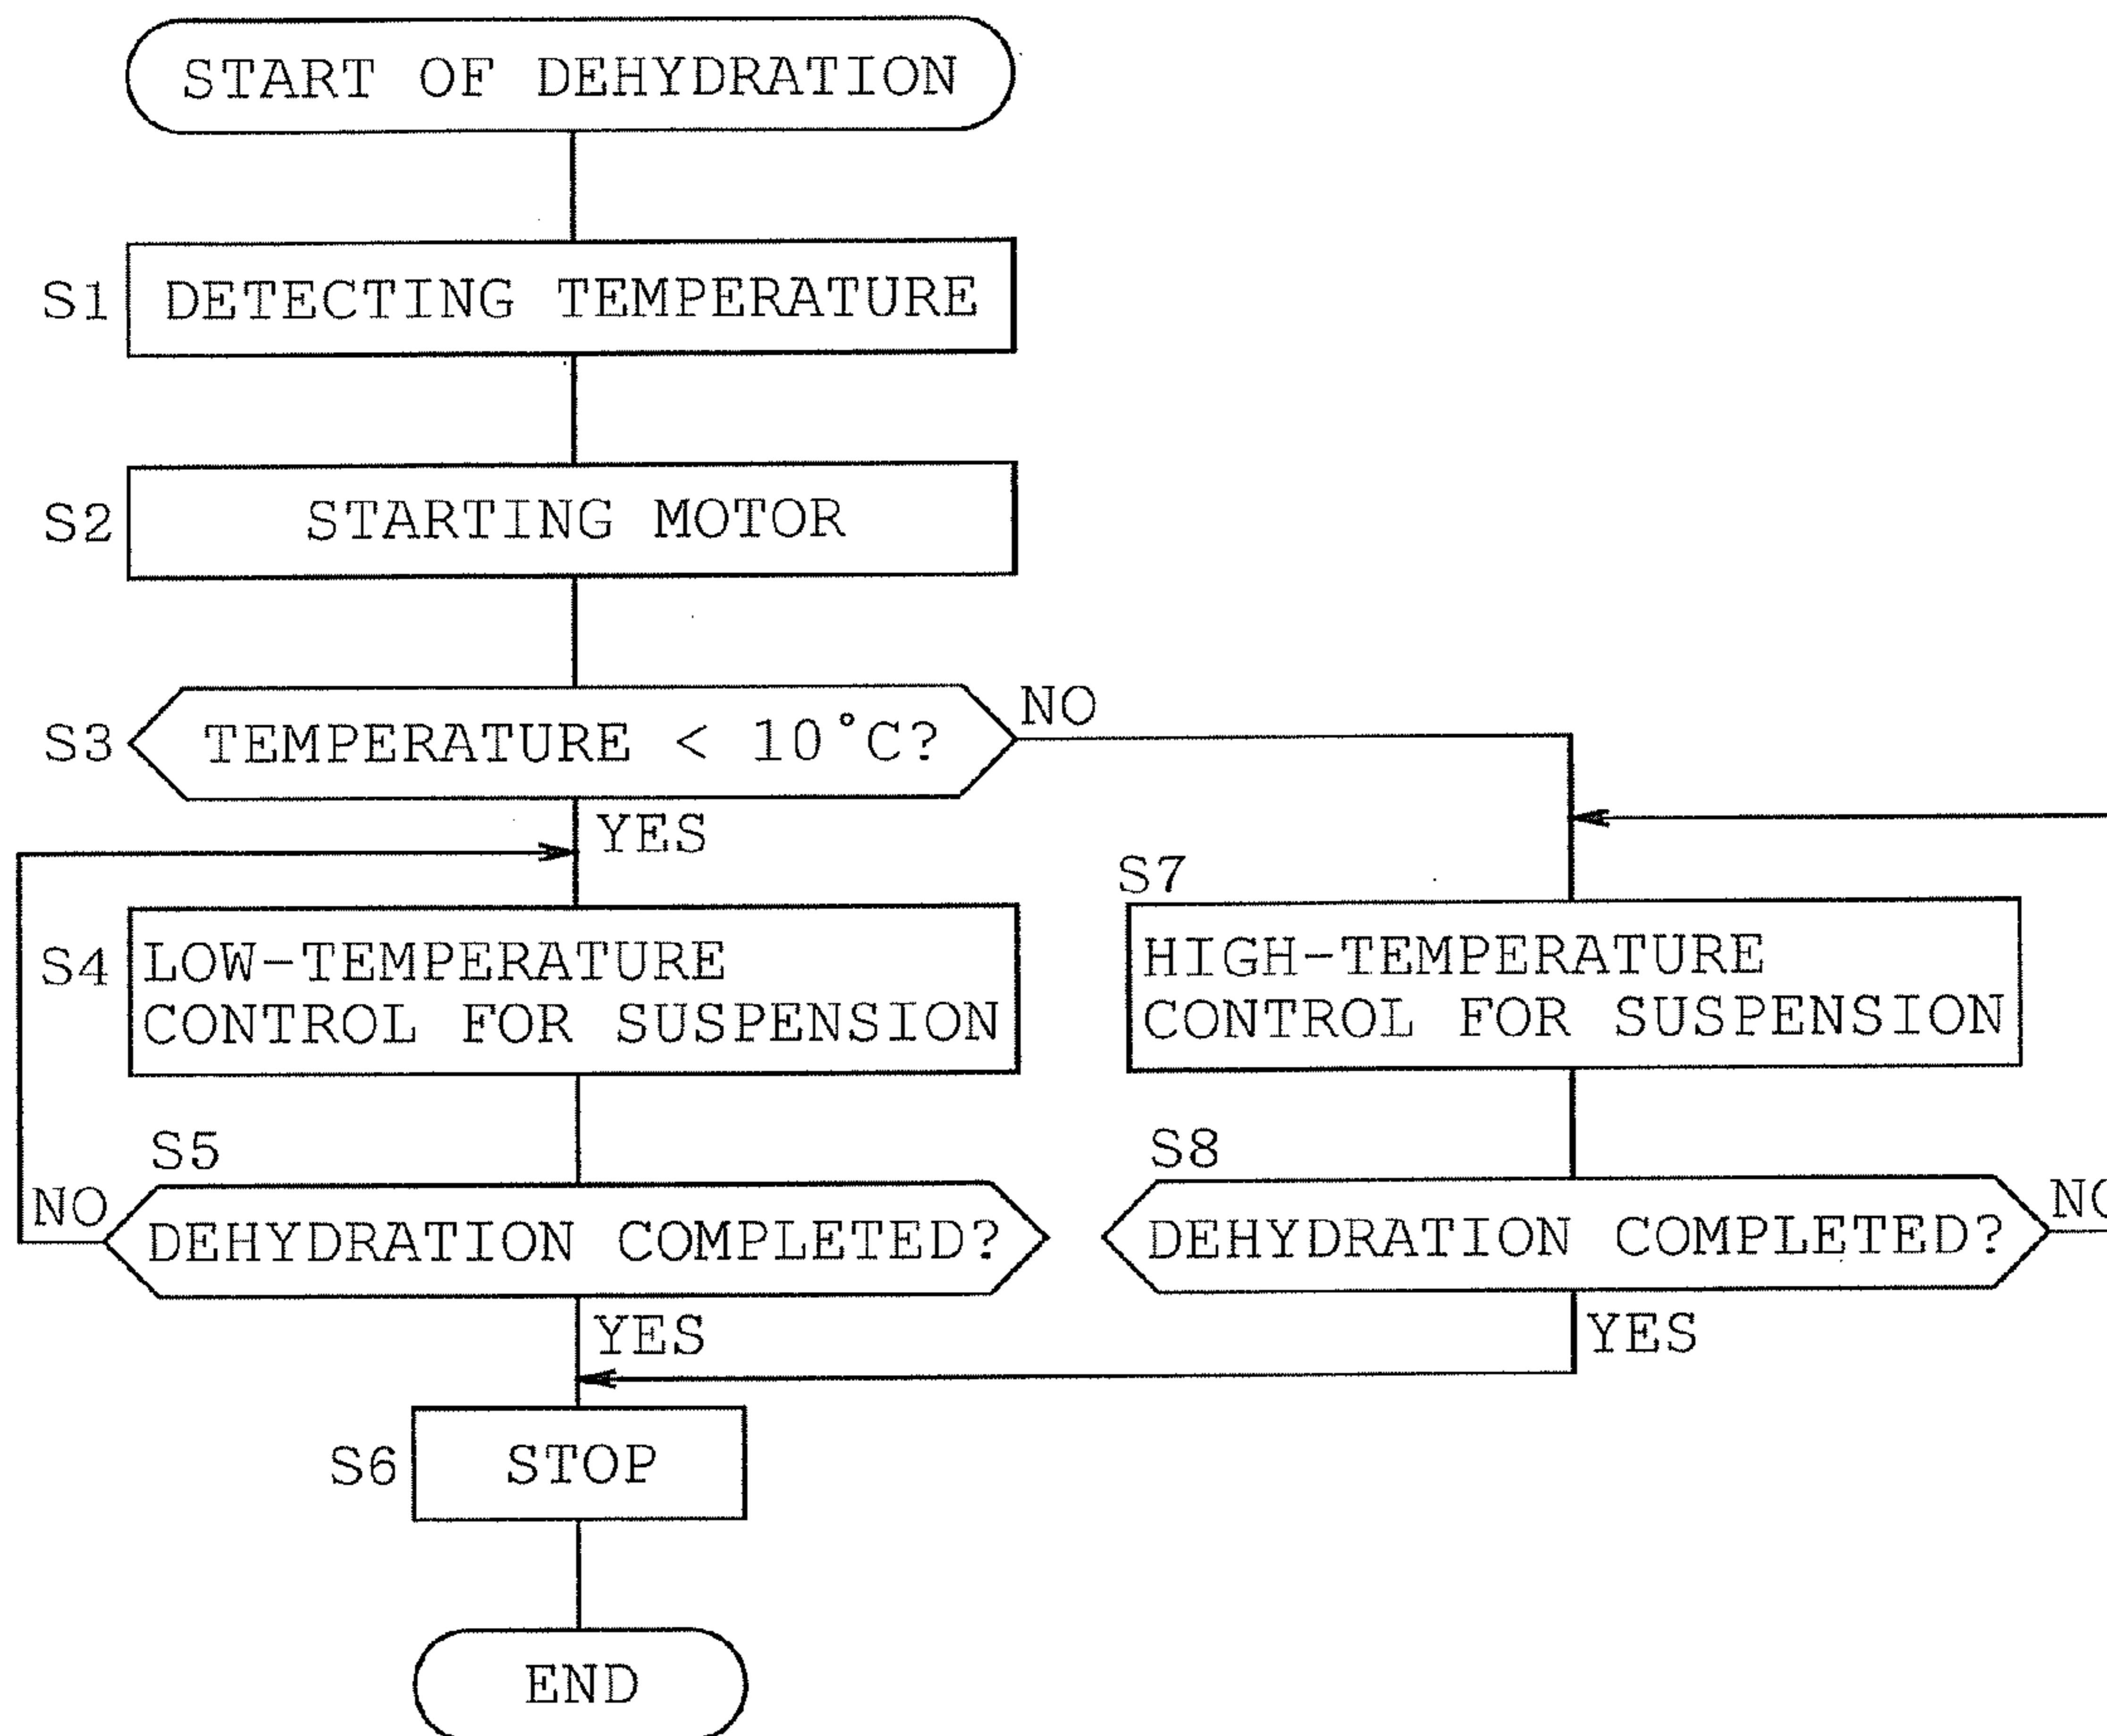 START OF DEHYDRATION
S1
DETECTING TEMPERATURE
S2
STARTING MOTOR
S3
TEMPERATURE < 10°C?
NO
YES
S4
LOW-TEMPERATURE
CONTROL FOR SUSPENSION
S7
HIGH-TEMPERATURE
CONTROL FOR SUSPENSION
S5
NO
DEHYDRATION COMPLETED?
YES
S8
DEHYDRATION COMPLETED?
NO
YES
S6
STOP
END